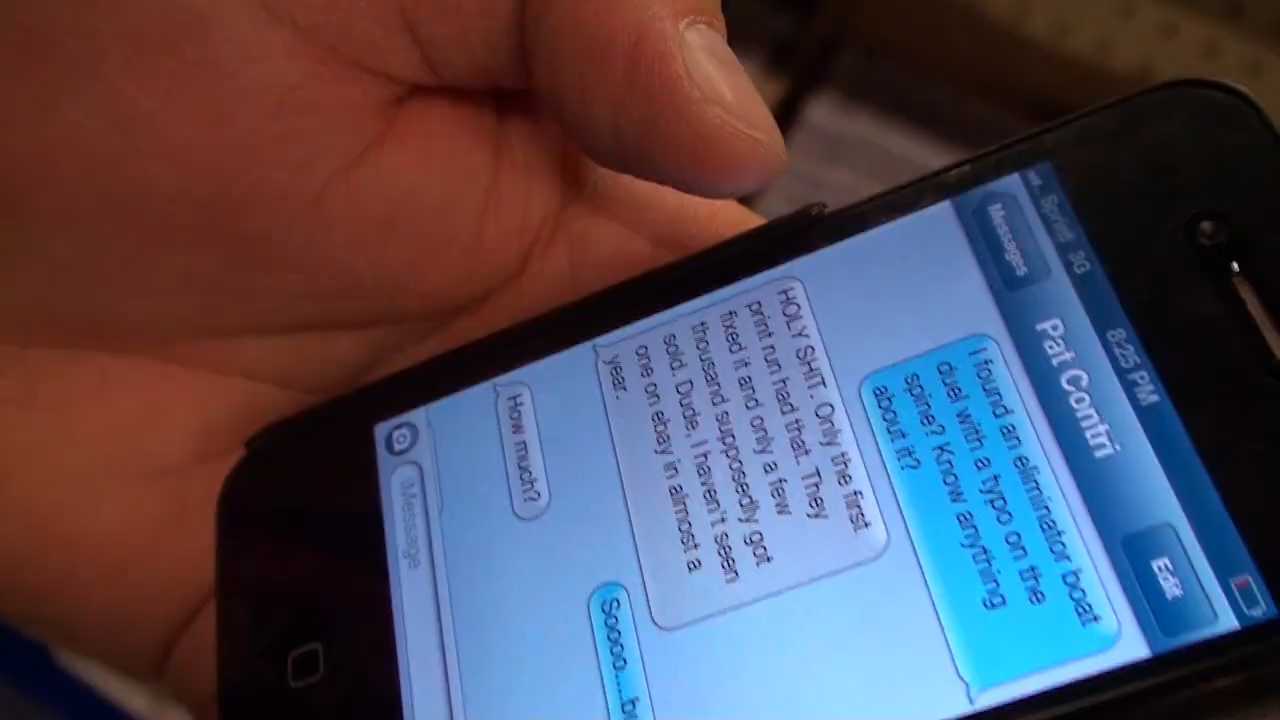 Sprint 3G 8:25 PM
Messages Pat Contri Edit
I found an eliminator boat
duel with a typo on the
spine? Know anything
about it?
HOLY SHIT. Only the first
print run had that. They
fixed it and only a few
thousand supposedly got
sold. Dude, I haven't seen
one on ebay in almost a
year.
How much?
Soooo....
iMessage